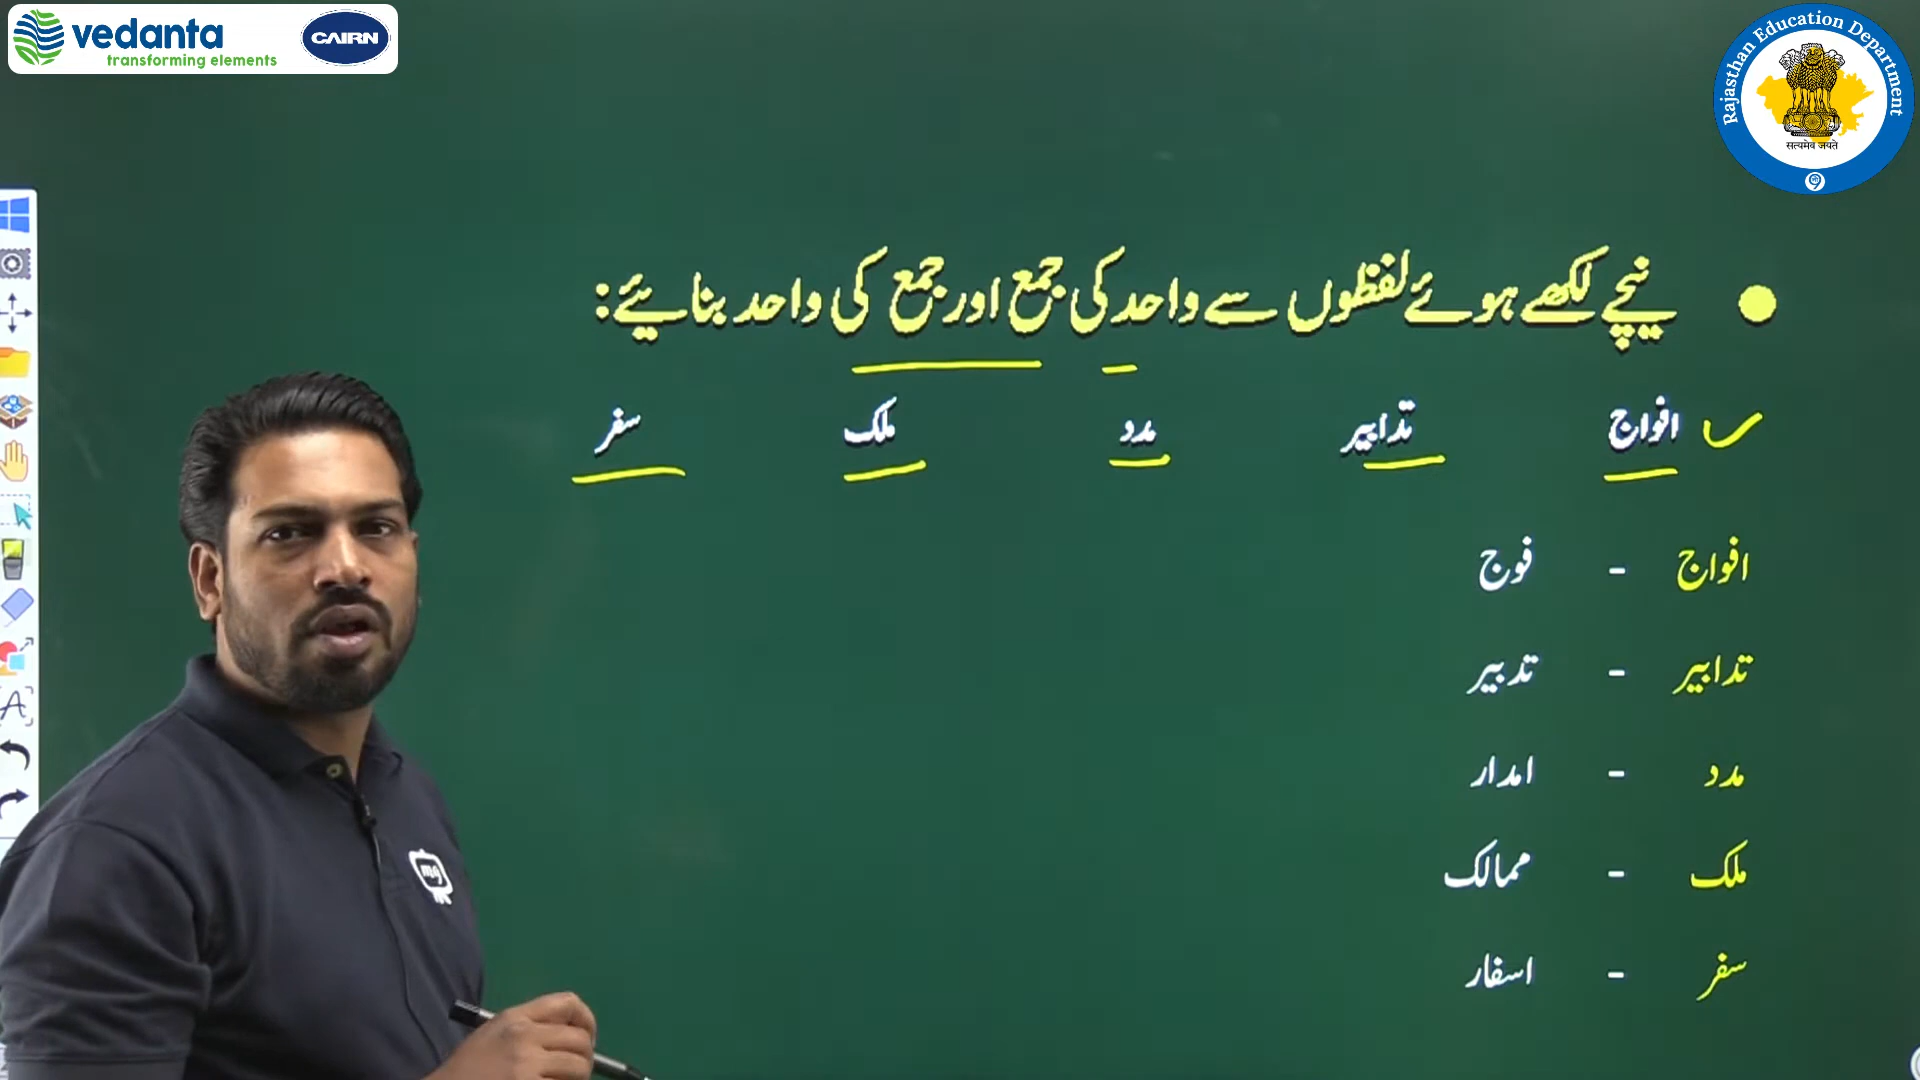 vedanta
transforming elements
CAIRN
Rajasthan Education Department
सत्यमेव जयते
نیچے لکھے ہوئے لفظوں سے واحد کی جمع اور جمع کی واحد بنائیے:
افواج تدابیر مدد ملک سفر
افواج - فوج
تدابیر - تدبیر
مدد - امدار
ملک - ممالک
سفر - اسفار